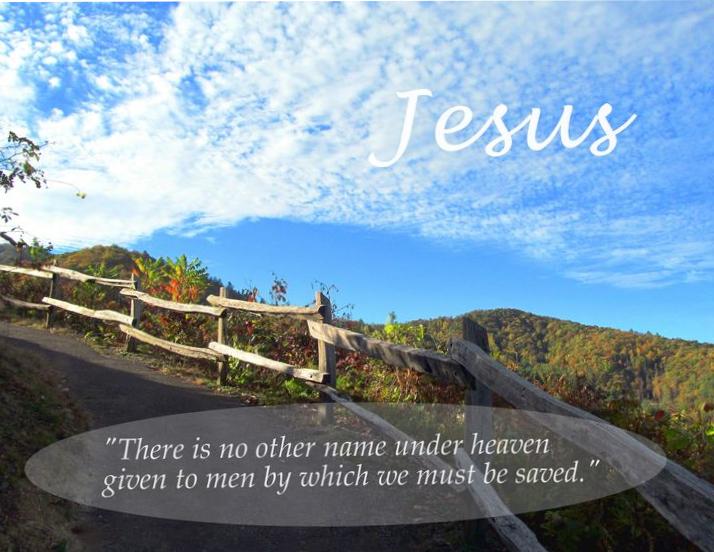 Jesus
"There is no other name under heaven
given to men by which we must be saved."